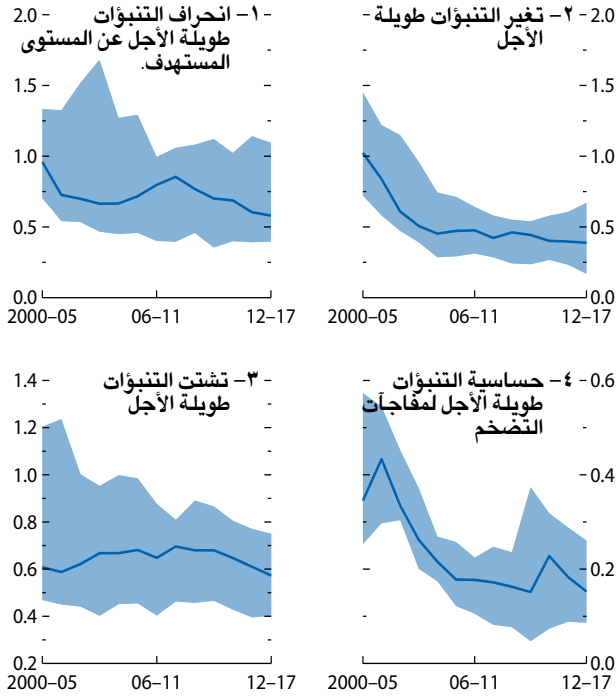 ١– انحراف التنبؤات
طويلة الأجل عن المستوى
المستهدف.
2.0
1.5
1.0
0.5
0.0
2000–05 06–11 12–17
٢– تغير التنبؤات طويلة
الأجل
2.0
1.5
1.0
0.5
0.0
2000–05 06–11 12–17
٣– تشتت التنبؤات
طويلة الأجل
1.4
1.2
1.0
0.8
0.6
0.4
0.2
2000–05 06–11 12–17
٤– حساسية التنبؤات
طويلة الأجل لمفاجآت
التضخم
0.6
0.4
0.2
0.0
2000–05 06–11 12–17